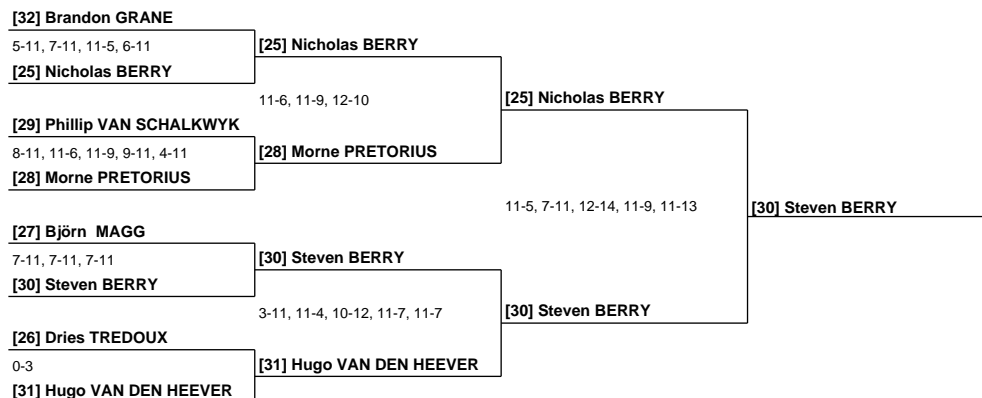 [32] Brandon GRANE
5-11, 7-11, 11-5, 6-11
[25] Nicholas BERRY
[25] Nicholas BERRY
11-6, 11-9, 12-10
[25] Nicholas BERRY
[29] Phillip VAN SCHALKWYK
8-11, 11-6, 11-9, 9-11, 4-11
[28] Morne PRETORIUS
[28] Morne PRETORIUS
11-5, 7-11, 12-14, 11-9, 11-13
[30] Steven BERRY
[27] Björn  MAGG
7-11, 7-11, 7-11
[30] Steven BERRY
[30] Steven BERRY
3-11, 11-4, 10-12, 11-7, 11-7
[30] Steven BERRY
[26] Dries TREDOUX
0-3
[31] Hugo VAN DEN HEEVER
[31] Hugo VAN DEN HEEVER